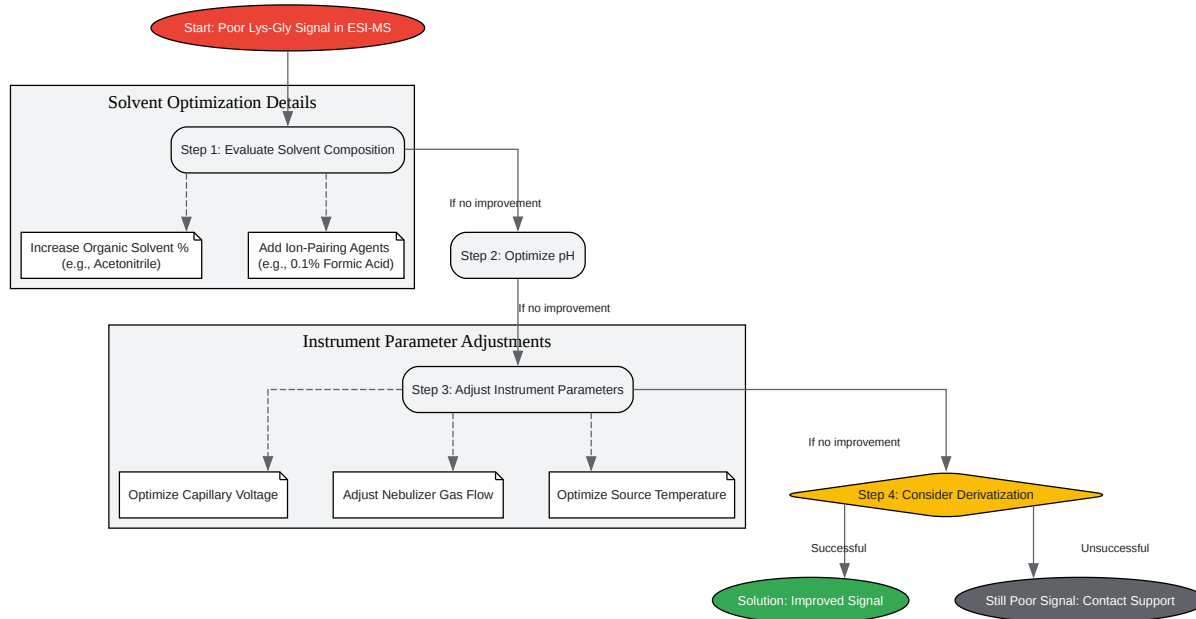 Start: Poor Lys-Gly Signal in ESI-MS
Solvent Optimization Details
Step 1: Evaluate Solvent Composition
If no improvement
Increase Organic Solvent %
(e.g., Acetonitrile)
Add Ion-Pairing Agents
(e.g., 0.1% Formic Acid)
Step 2: Optimize pH
If no improvement
Instrument Parameter Adjustments
Step 3: Adjust Instrument Parameters
If no improvement
Optimize Capillary Voltage
Adjust Nebulizer Gas Flow
Optimize Source Temperature
Step 4: Consider Derivatization
Successful
Unsuccessful
Solution: Improved Signal
Still Poor Signal: Contact Support